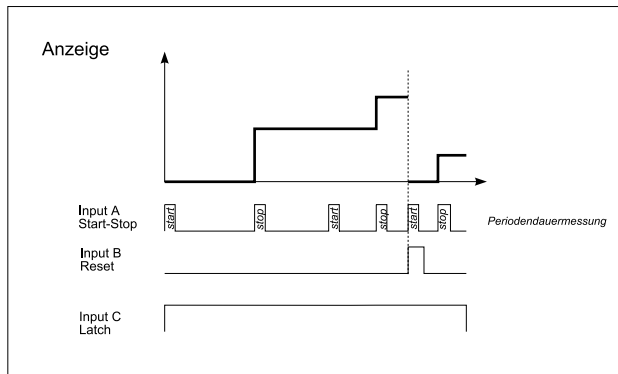 Anzeige
Input A
Start-Stop
start
stop
start
stop
start
stop
Periodendauermessung
Input B
Reset
Input C
Latch